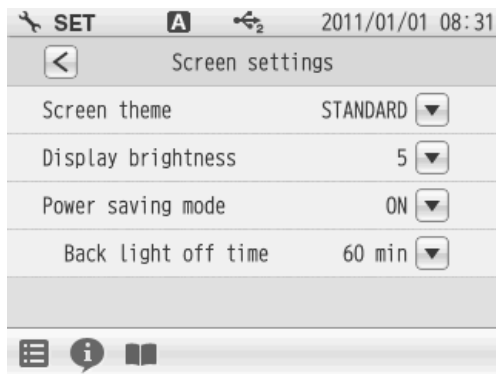 SET A 2 2011/01/01 08:31
< Screen settings
Screen theme STANDARD
Display brightness 5
Power saving mode ON
Back light off time 60 min